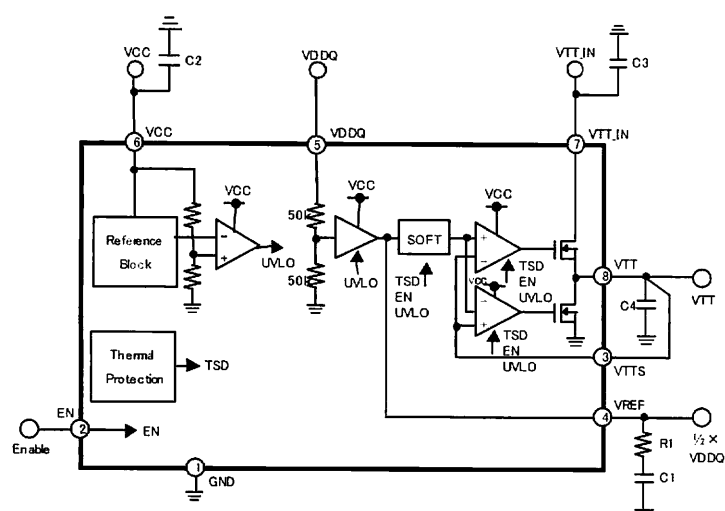 VCC
C2
VDDQ
VTT_IN
C3
6
VCC
5
VDDQ
7
VTT_IN
VCC
VCC
VCC
50k
50k
Reference
Block
-
+
UVLO
UVLO
SOFT
TSD
EN
UVLO
+
-
TSD
EN
UVLO
VCC
-
+
TSD
EN
UVLO
8
VTT
C4
VTT
3
VTTS
Thermal
Protection
TSD
EN
2
EN
Enable
4
VREF
R1
C1
½ ×
VDDQ
1
GND